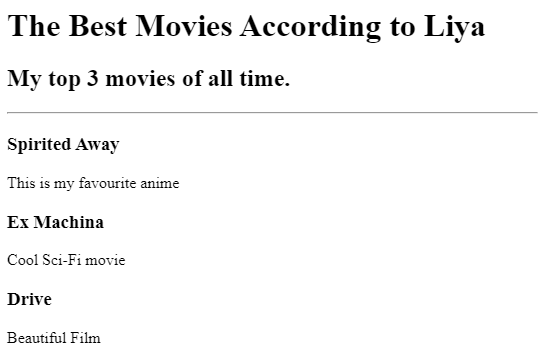 The Best Movies According to Liya
My top 3 movies of all time.
Spirited Away
This is my favourite anime
Ex Machina
Cool Sci-Fi movie
Drive
Beautiful Film